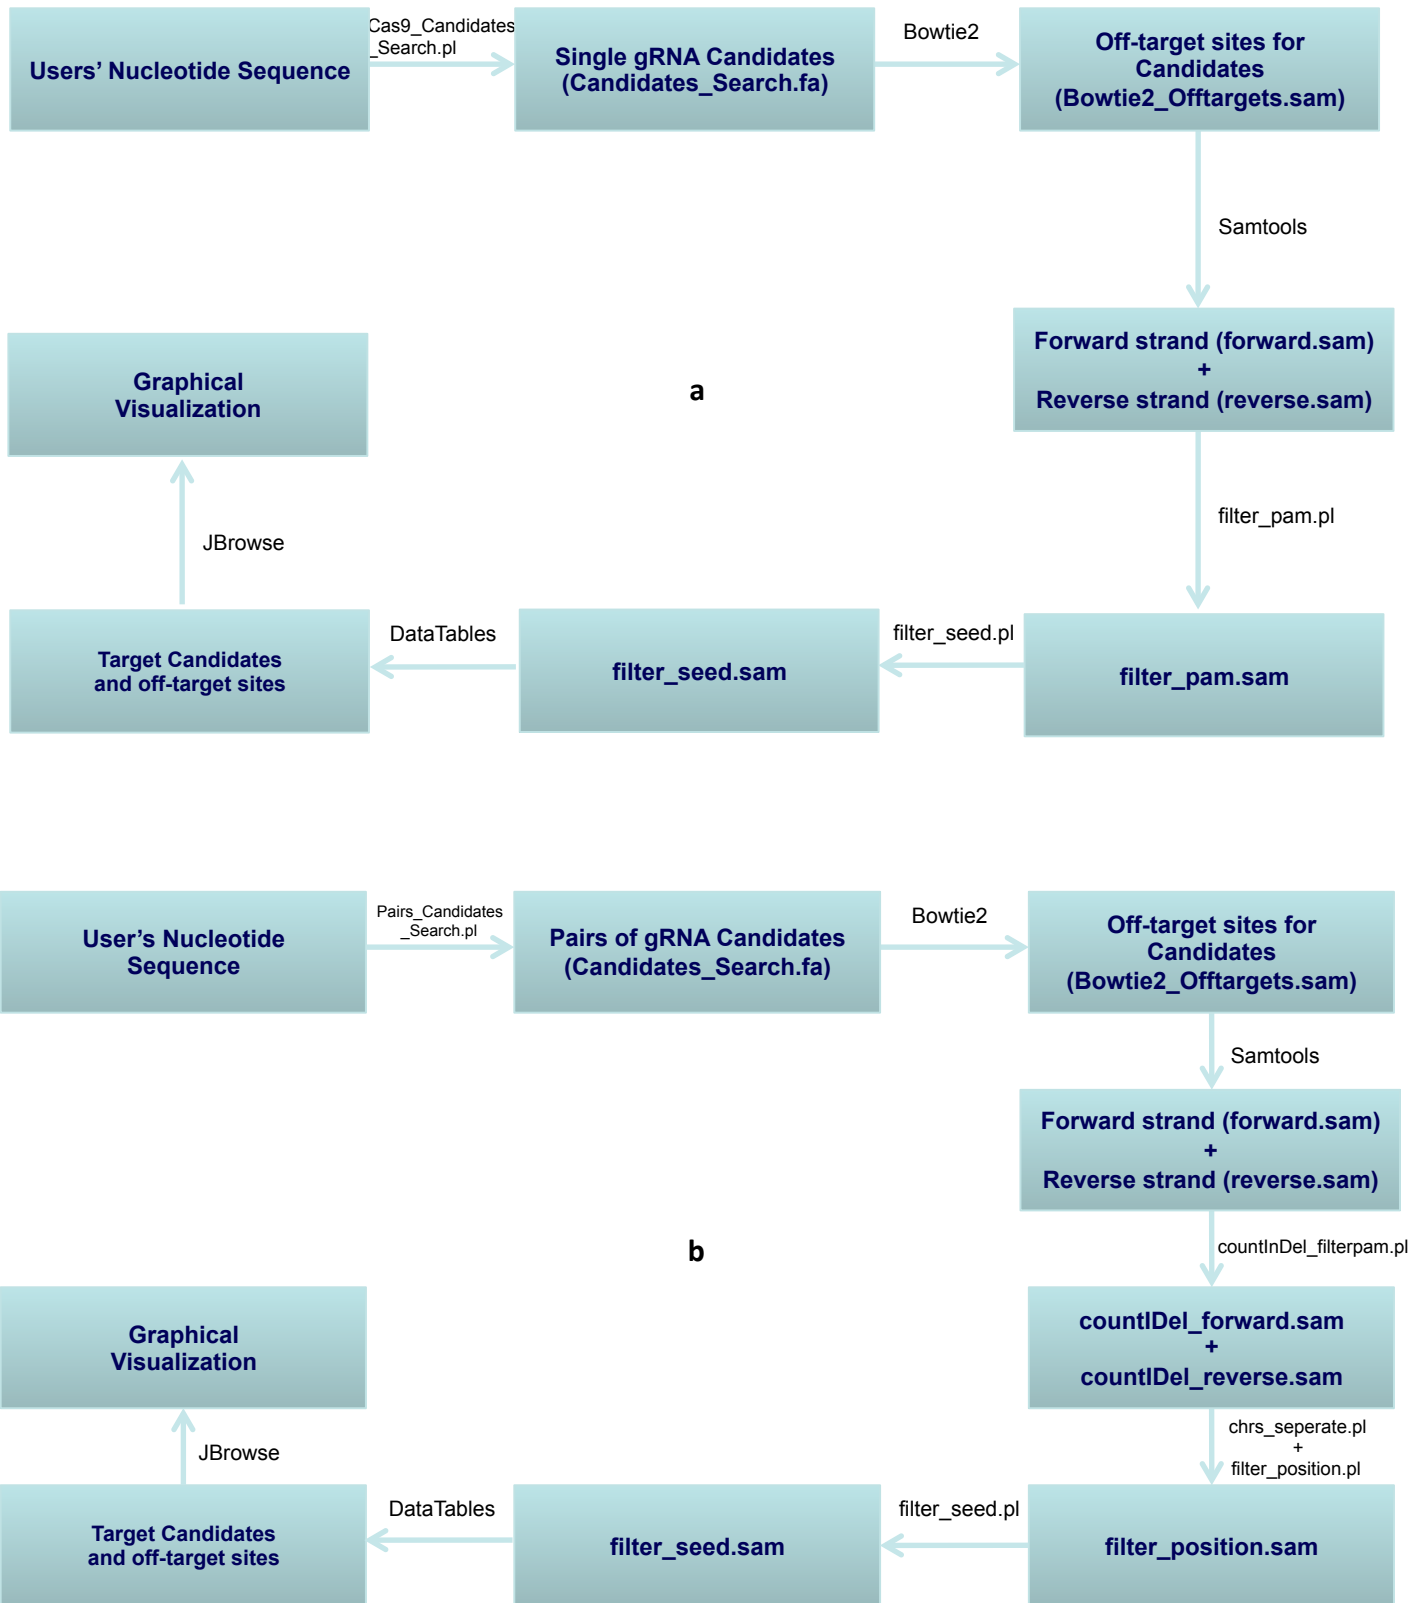 Users’ Nucleotide Sequence
Cas9_Candidates
_Search.pl
Single gRNA Candidates
(Candidates_Search.fa)
Bowtie2
Off-target sites for
Candidates
(Bowtie2_Offtargets.sam)
Samtools
Forward strand (forward.sam)
+
Reverse strand (reverse.sam)
filter_pam.pl
filter_pam.sam
filter_seed.pl
filter_seed.sam
DataTables
Target Candidates
and off-target sites
JBrowse
Graphical
Visualization
a
User’s Nucleotide
Sequence
Pairs_Candidates
_Search.pl
Pairs of gRNA Candidates
(Candidates_Search.fa)
Bowtie2
Off-target sites for
Candidates
(Bowtie2_Offtargets.sam)
Samtools
Forward strand (forward.sam)
+
Reverse strand (reverse.sam)
countInDel_filterpam.pl
countIDel_forward.sam
+
countIDel_reverse.sam
chrs_seperate.pl
+
filter_position.pl
filter_position.sam
filter_seed.pl
filter_seed.sam
DataTables
Target Candidates
and off-target sites
JBrowse
Graphical
Visualization
b